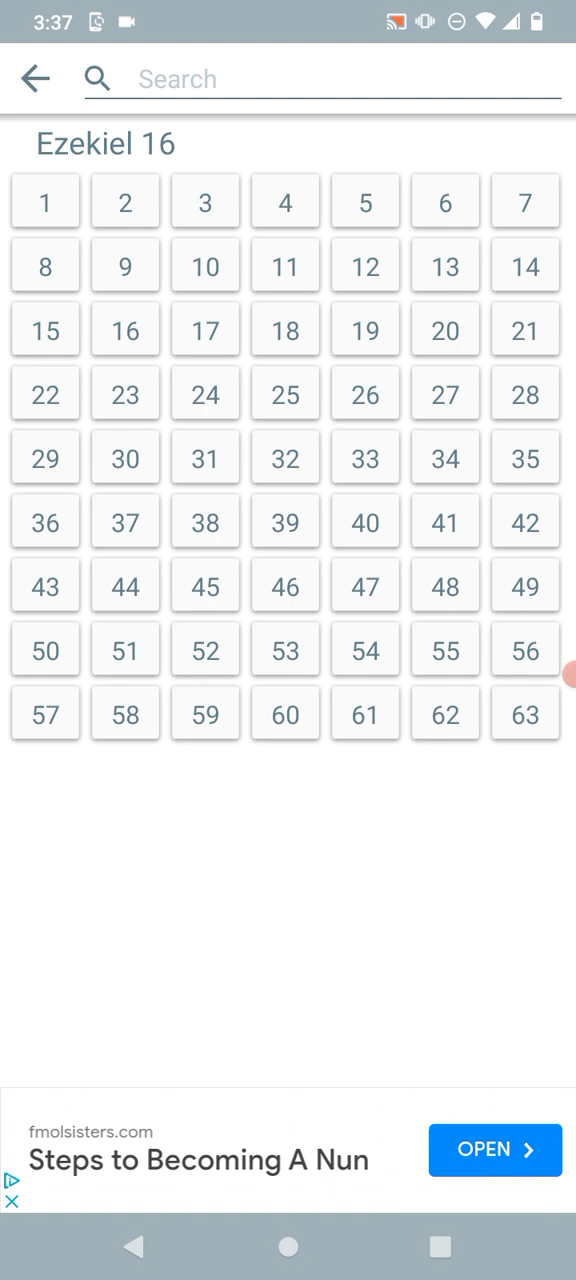 3:37
Search
Ezekiel 16
1 2 3 4 5 6 7
8 9 10 11 12 13 14
15 16 17 18 19 20 21
22 23 24 25 26 27 28
29 30 31 32 33 34 35
36 37 38 39 40 41 42
43 44 45 46 47 48 49
50 51 52 53 54 55 56
57 58 59 60 61 62 63
fmolsisters.com
Steps to Becoming A Nun
OPEN